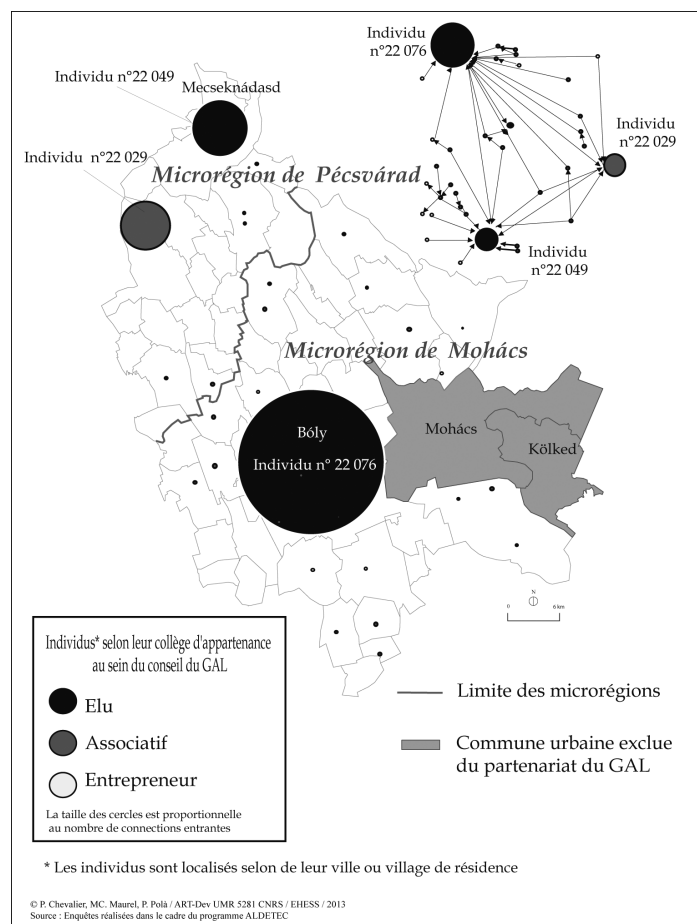 Individu
n°22 076
Individu n°22 049
Mecseknádasd
Individu
n°22 029
Individu n°22 029
Microrégion de Pécsvárad
Individu
n°22 049
Microrégion de Mohács
Bóly
Mohács
Kölked
Individu n° 22 076
N
0 6 km
Individus* selon leur collège d'appartenance
au sein du conseil du GAL
Elu
Associatif
Entrepreneur
La taille des cercles est proportionnelle
au nombre de connections entrantes
Limite des microrégions
Commune urbaine exclue
du partenariat du GAL
* Les individus sont localisés selon de leur ville ou village de résidence
© P. Chevalier, MC. Maurel, P. Polà / ART-Dev UMR 5281 CNRS / EHESS / 2013
Source : Enquêtes réalisées dans le cadre du programme ALDETEC